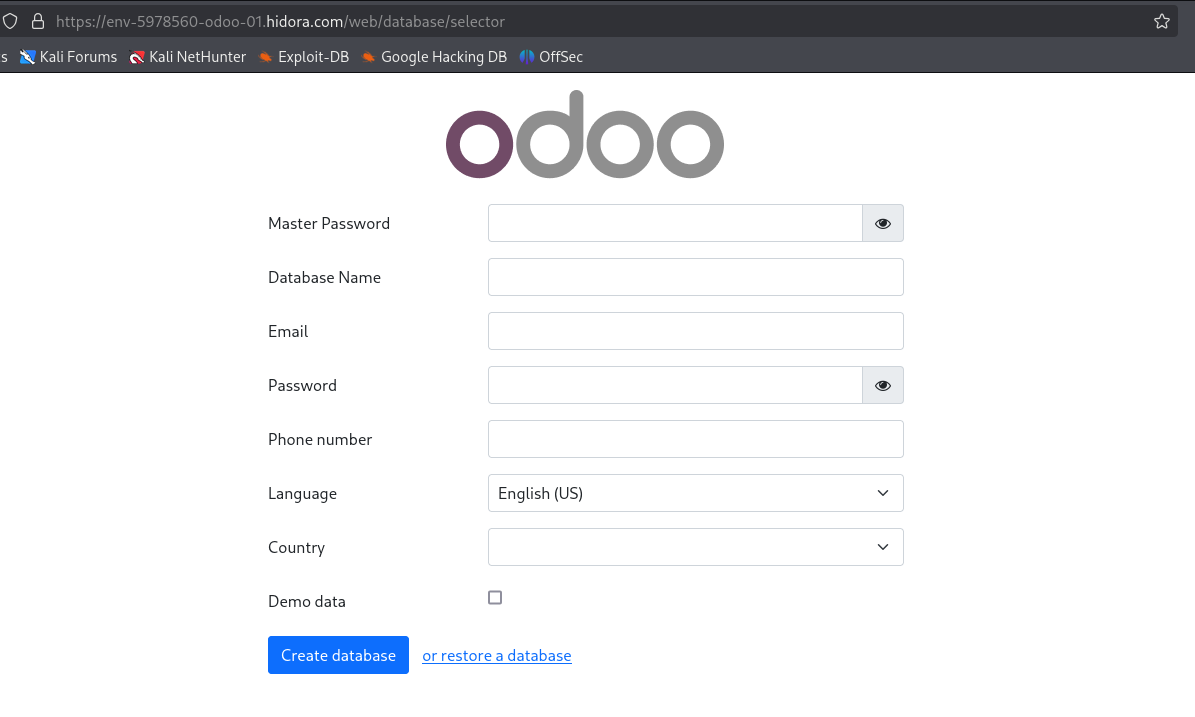 https://env-5978560-odoo-01.hidora.com/web/database/selector
s Kali Forums Kali NetHunter Exploit-DB Google Hacking DB OffSec
odoo
Master Password
Database Name
Email
Password
Phone number
Language English (US)
Country
Demo data
Create database or restore a database